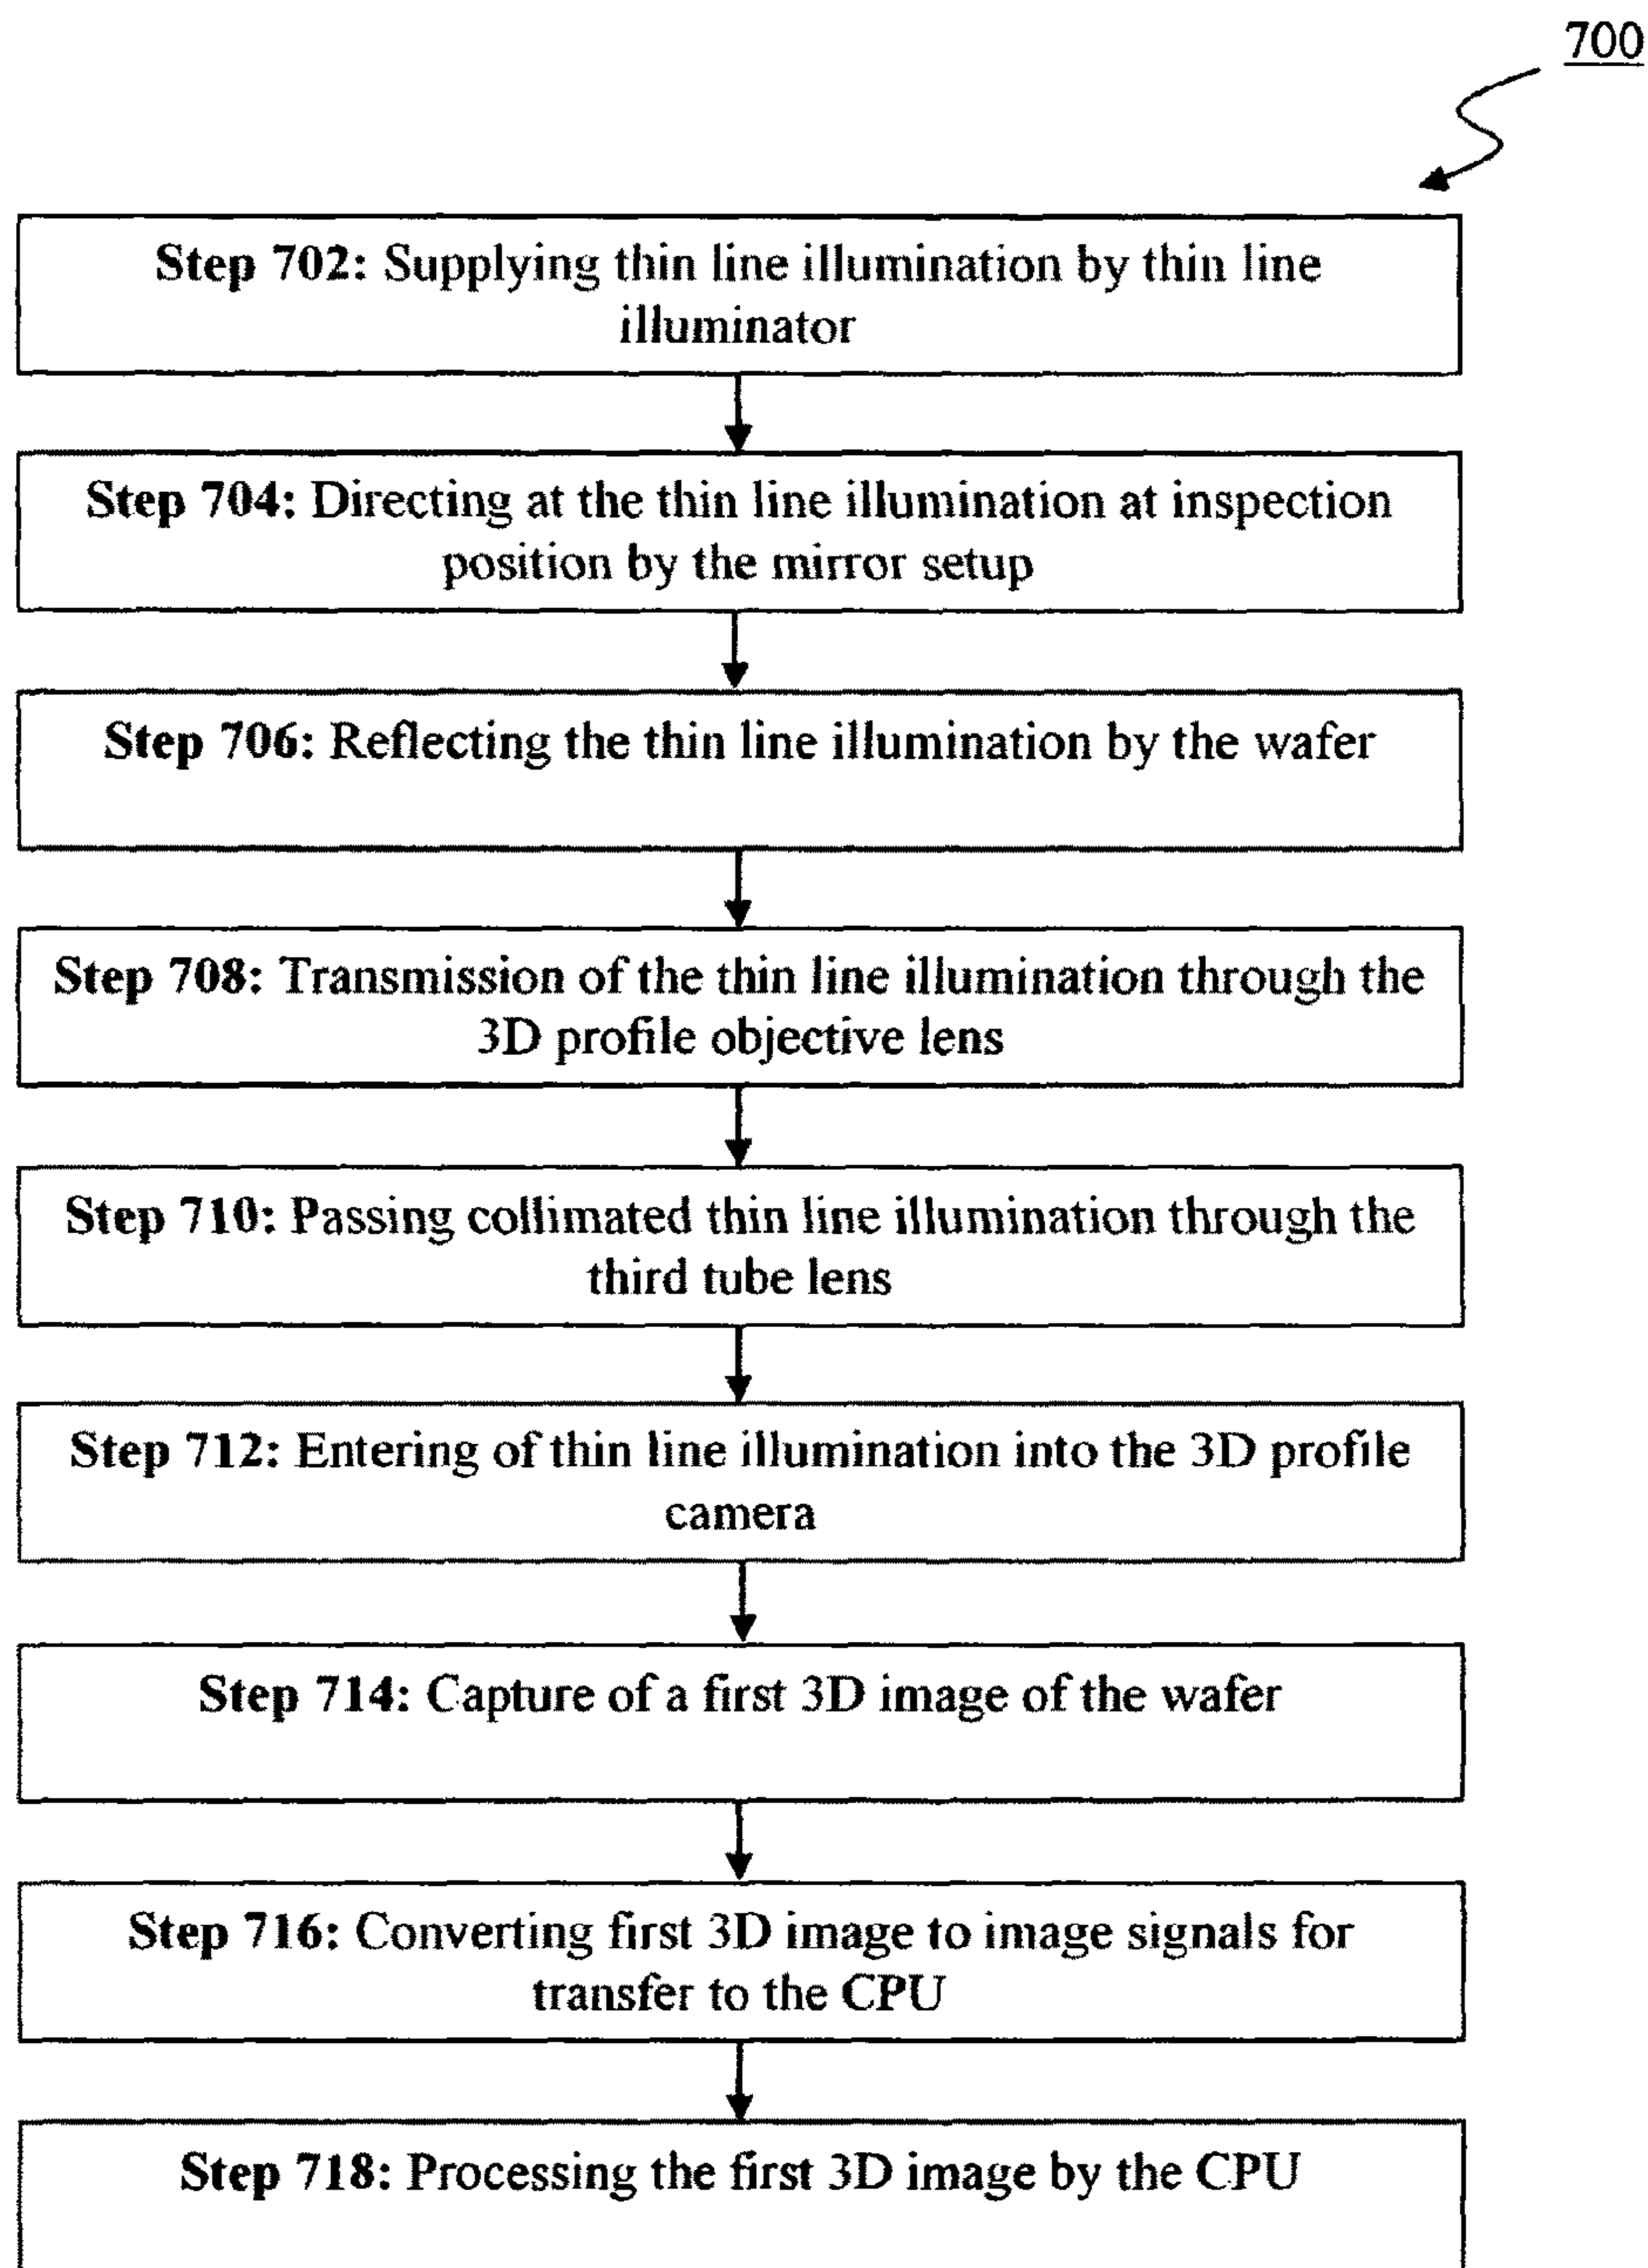 700
Step 702: Supplying thin line illumination by thin line
illuminator
Step 704: Directing at the thin line illumination at inspection
position by the mirror setup
Step 706: Reflecting the thin line illumination by the wafer
Step 708: Transmission of the thin line illumination through the
3D profile objective lens
Step 710: Passing collimated thin line illumination through the
third tube lens
Step 712: Entering of thin line illumination into the 3D profile
camera
Step 714: Capture of a first 3D image of the wafer
Step 716: Converting first 3D image to image signals for
transfer to the CPU
Step 718: Processing the first 3D image by the CPU